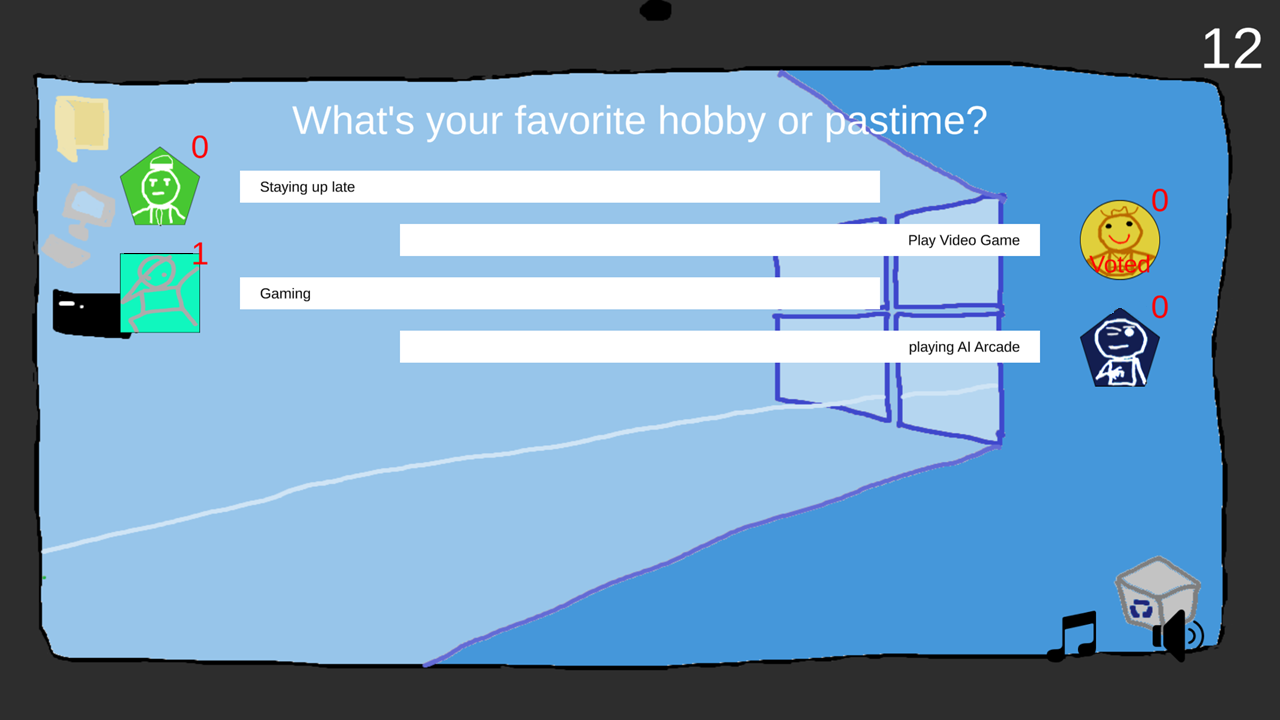 12
What's your favorite hobby or pastime?
0
Staying up late
0
Play Video Game
Voted
1
Gaming
0
playing AI Arcade